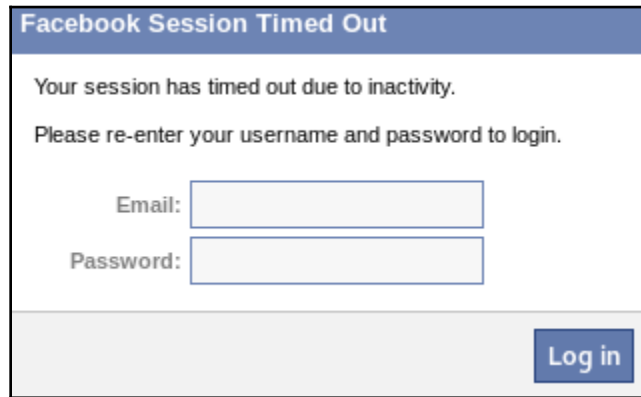 Facebook Session Timed Out
Your session has timed out due to inactivity.
Please re-enter your username and password to login.
Email:
Password:
Log in